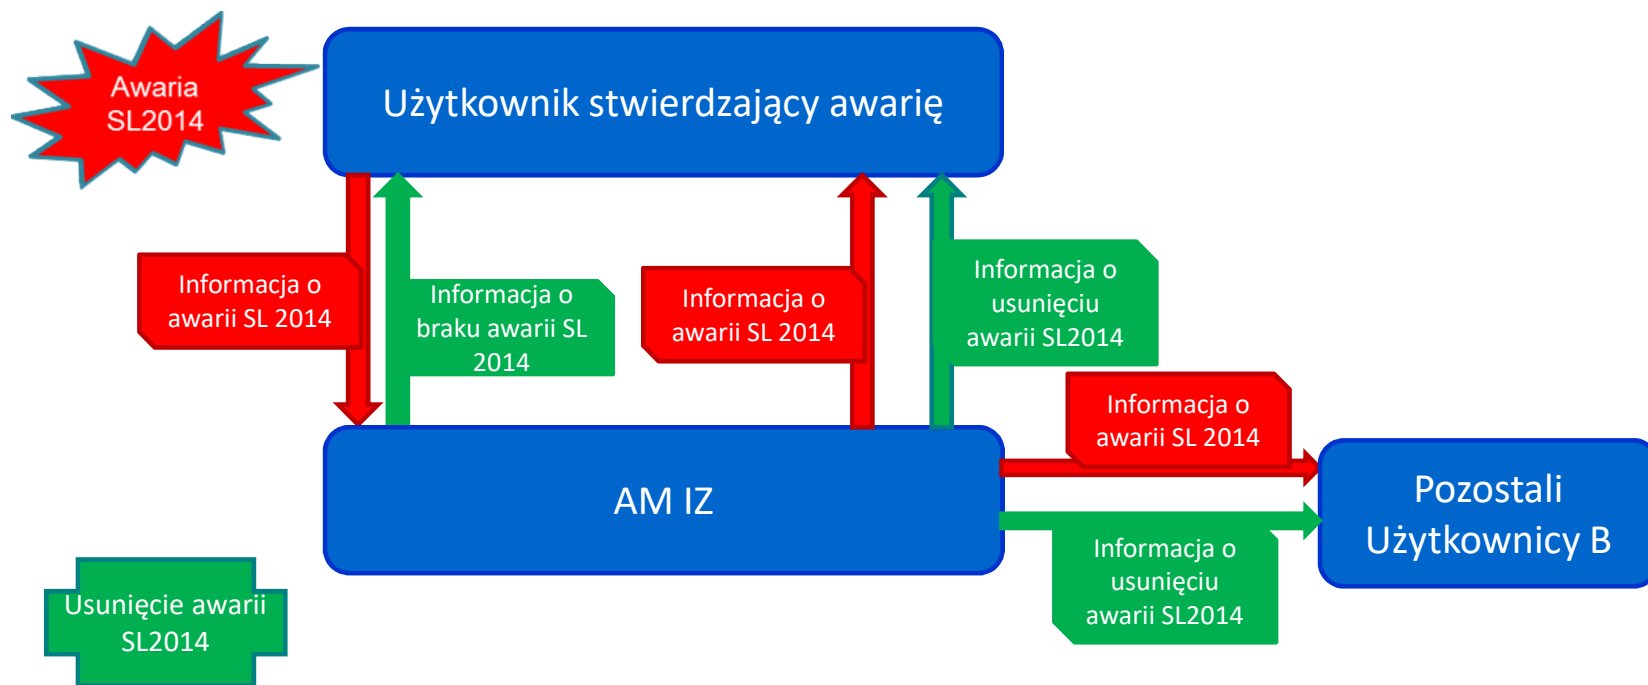 Awaria
SL2014
Użytkownik stwierdzający awarię
Informacja o
awarii SL 2014
Informacja o
braku awarii SL
2014
Informacja o
awarii SL 2014
Informacja o
usunięciu
awarii SL2014
Informacja o
awarii SL 2014
AM IZ
Pozostali
Użytkownicy B
Informacja o
usunięciu
awarii SL2014
Usunięcie awarii
SL2014